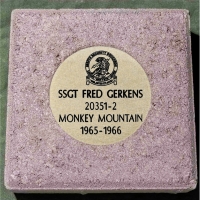 SSGT FRED GERKENS
20351-2
MONKEY MOUNTAIN
1965-1966